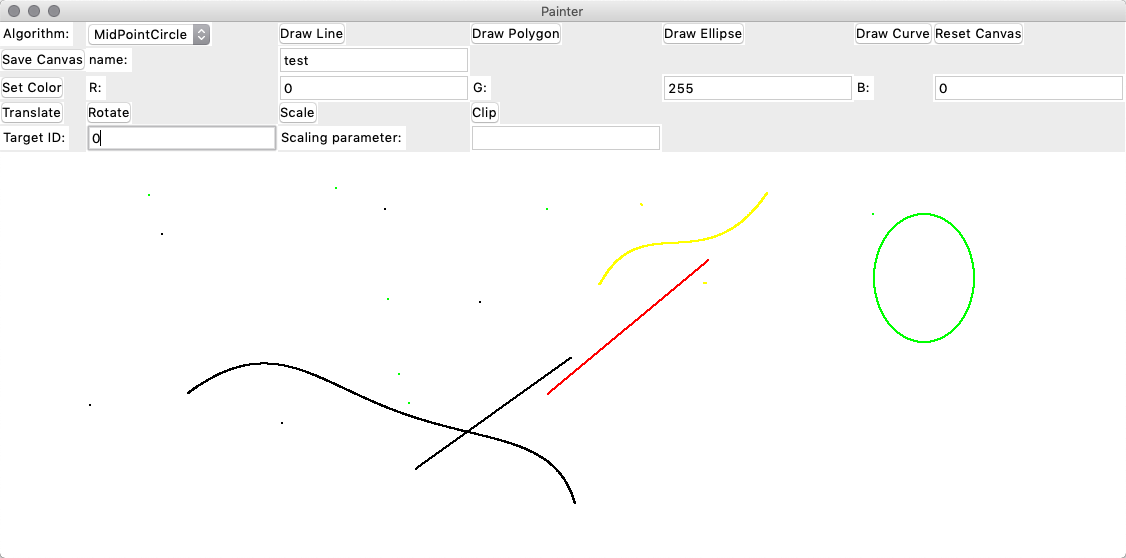 Painter
Algorithm: MidPointCircle Draw Line Draw Polygon Draw Ellipse Draw Curve Reset Canvas
Save Canvas name: test
Set Color R: 0 G: 255 B: 0
Translate Rotate Scale Clip
Target ID: 0 Scaling parameter: